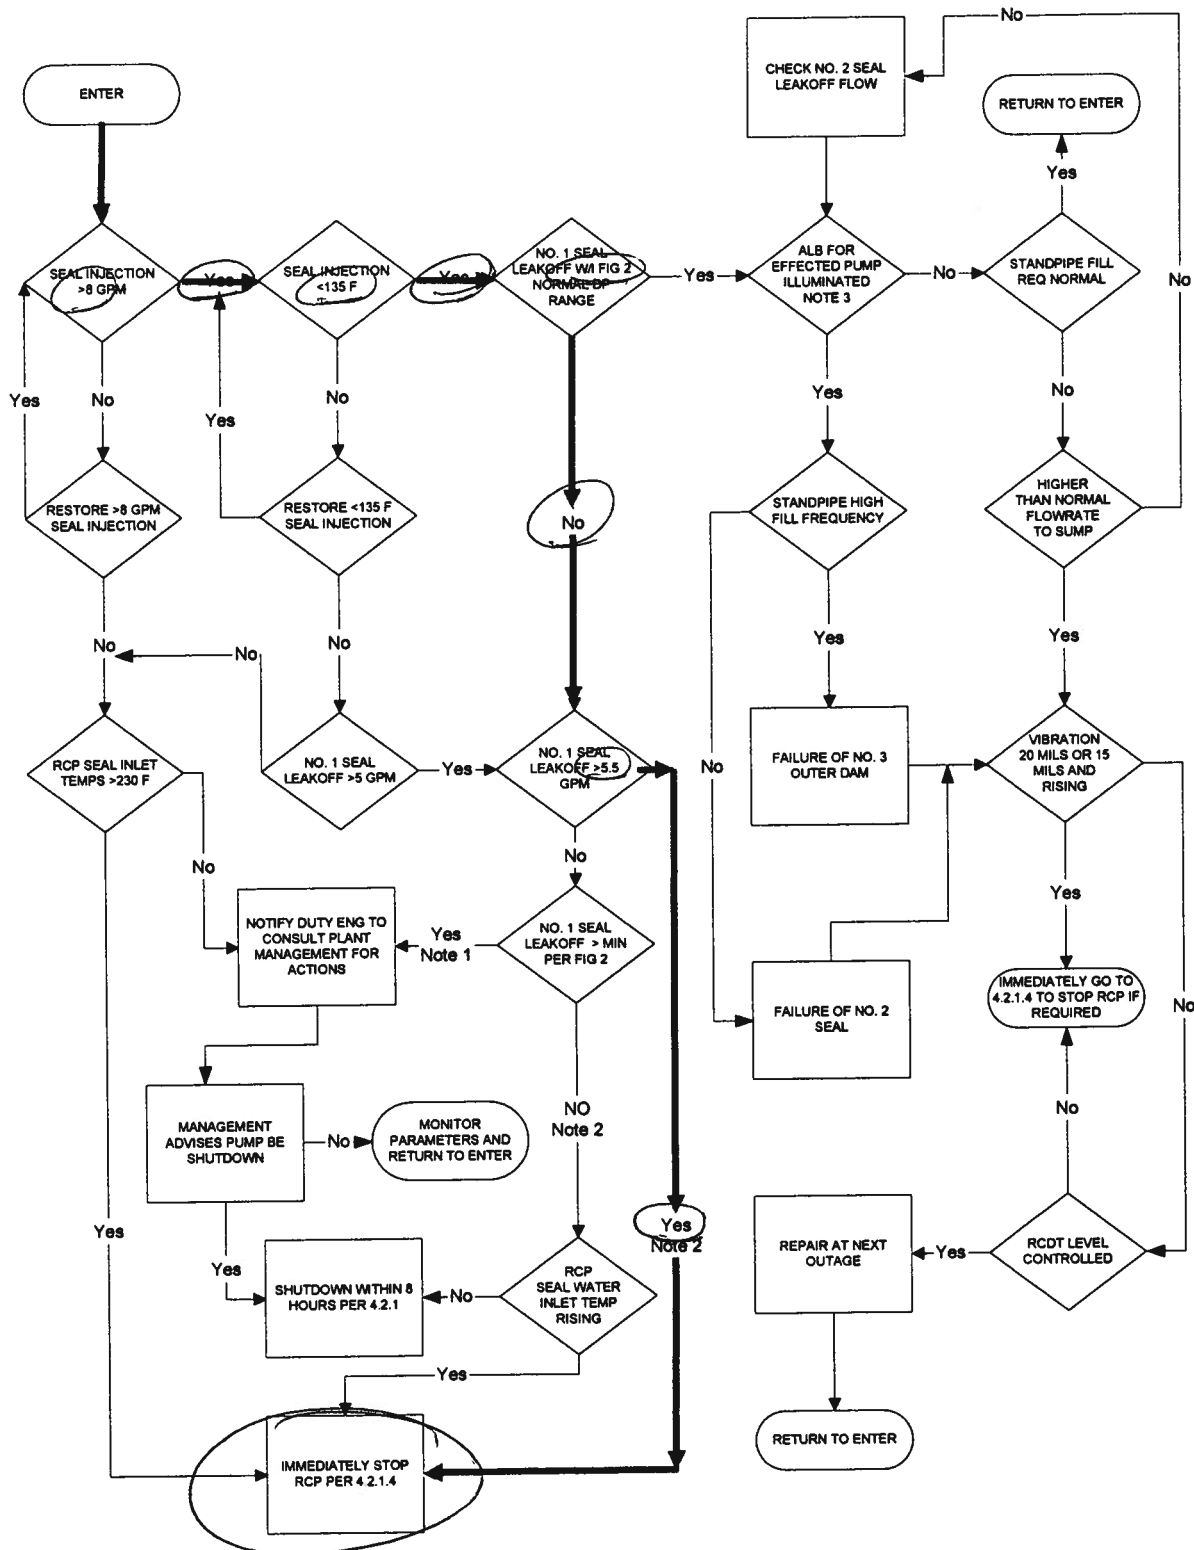 ENTER
CHECK NO. 2 SEAL
LEAKOFF FLOW
No
RETURN TO ENTER
Yes
SEAL INJECTION
>8 GPM
Yes
SEAL INJECTION
<135 F
Yes
NO. 1 SEAL
LEAKOFF W/I FIG 2
NORMAL DP
RANGE
Yes
ALB FOR
EFFECTED PUMP
ILLUMINATED
NOTE 3
No
STANDPIPE FILL
REQ NORMAL
No
Yes
No
Yes
No
Yes
No
RESTORE >8 GPM
SEAL INJECTION
RESTORE <135 F
SEAL INJECTION
No
STANDPIPE HIGH
FILL FREQUENCY
HIGHER
THAN NORMAL
FLOWRATE
TO SUMP
No
No
No
Yes
Yes
RCP SEAL INLET
TEMPS >230 F
NO. 1 SEAL
LEAKOFF >5 GPM
Yes
NO. 1 SEAL
LEAKOFF >5.5
GPM
No
FAILURE OF NO. 3
OUTER DAM
VIBRATION
20 MILS OR 15
MILS AND
RISING
No
No
Yes
NOTIFY DUTY ENG TO
CONSULT PLANT
MANAGEMENT FOR
ACTIONS
Yes
Note 1
NO. 1 SEAL
LEAKOFF > MIN
PER FIG 2
FAILURE OF NO. 2
SEAL
IMMEDIATELY GO TO
4.2.1.4 TO STOP RCP IF
REQUIRED
No
MANAGEMENT
ADVISES PUMP BE
SHUTDOWN
No
MONITOR
PARAMETERS AND
RETURN TO ENTER
NO
Note 2
No
Yes
Yes
Note 2
Yes
SHUTDOWN WITHIN 8
HOURS PER 4.2.1
No
RCP
SEAL WATER
INLET TEMP
RISING
REPAIR AT NEXT
OUTAGE
Yes
RCDT LEVEL
CONTROLLED
Yes
IMMEDIATELY STOP
RCP PER 4.2.1.4
RETURN TO ENTER